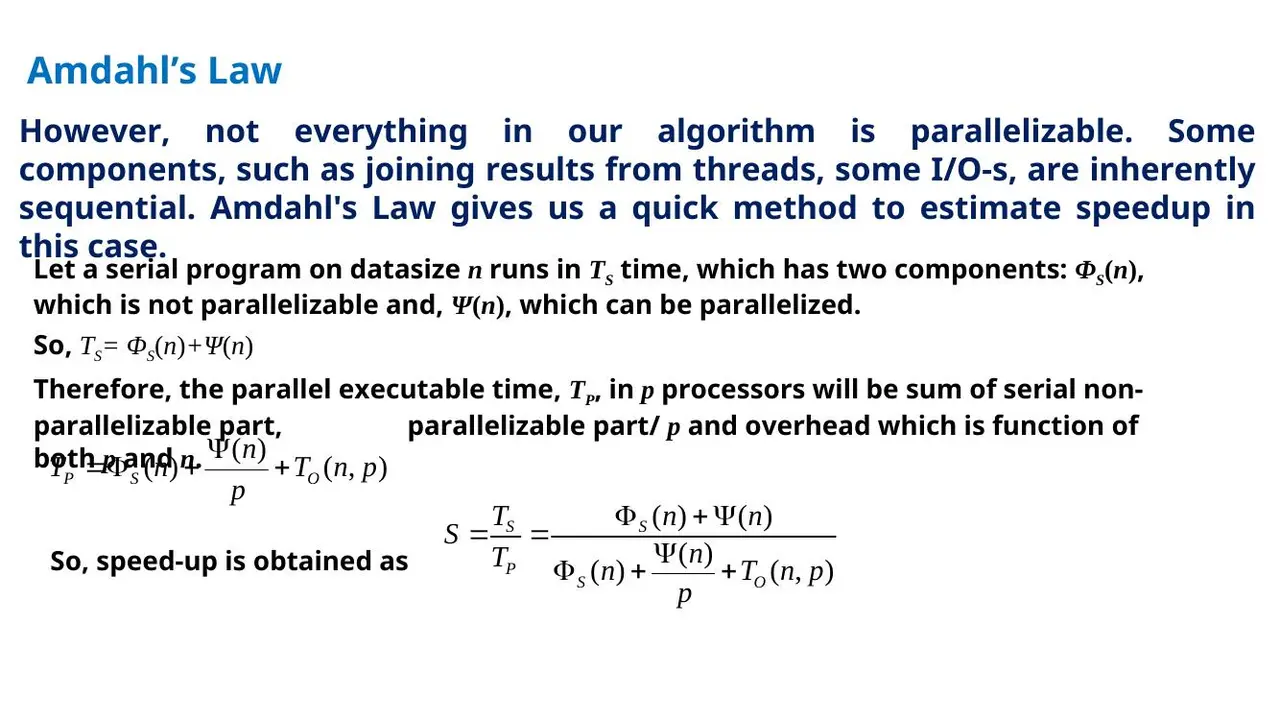 Amdahl’s Law
However, not everything in our algorithm is parallelizable. Some
components, such as joining results from threads, some I/O-s, are inherently
sequential. Amdahl's Law gives us a quick method to estimate speedup in
this case.
Let a serial program on datasize n runs in T_S time, which has two components: Φ_S(n),
which is not parallelizable and, Ψ(n), which can be parallelized.
So, T_S= Φ_S(n)+Ψ(n)
Therefore, the parallel executable time, T_P, in p processors will be sum of serial non-
parallelizable part, parallelizable part/ p and overhead which is function of
both p and n.
T_P = Φ_S (n) + Ψ(n)/p + T_O (n, p)
So, speed-up is obtained as
S = T_S/T_P = (Φ_S (n) + Ψ(n))/(Φ_S (n) + Ψ(n)/p + T_O (n, p))